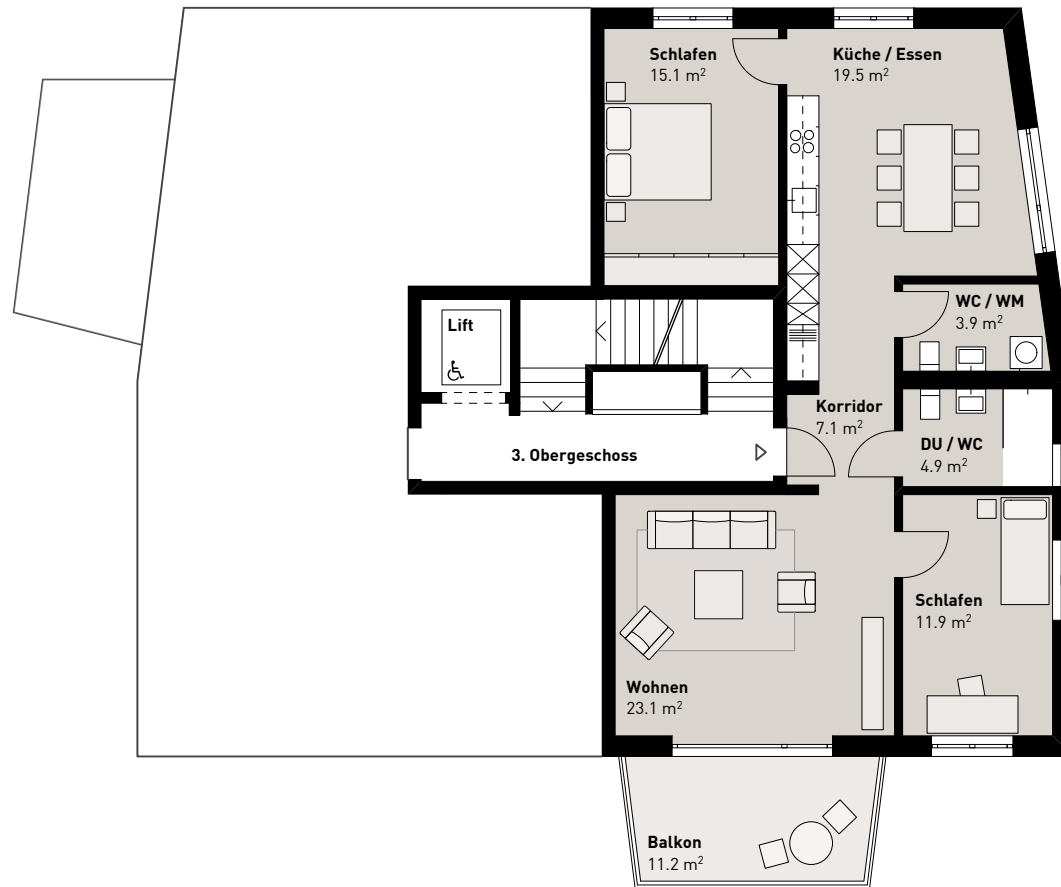 Schlafen
15.1 m²
Küche / Essen
19.5 m²
Lift
WC / WM
3.9 m²
Korridor
7.1 m²
DU / WC
4.9 m²
3. Obergeschoss
Schlafen
11.9 m²
Wohnen
23.1 m²
Balkon
11.2 m²